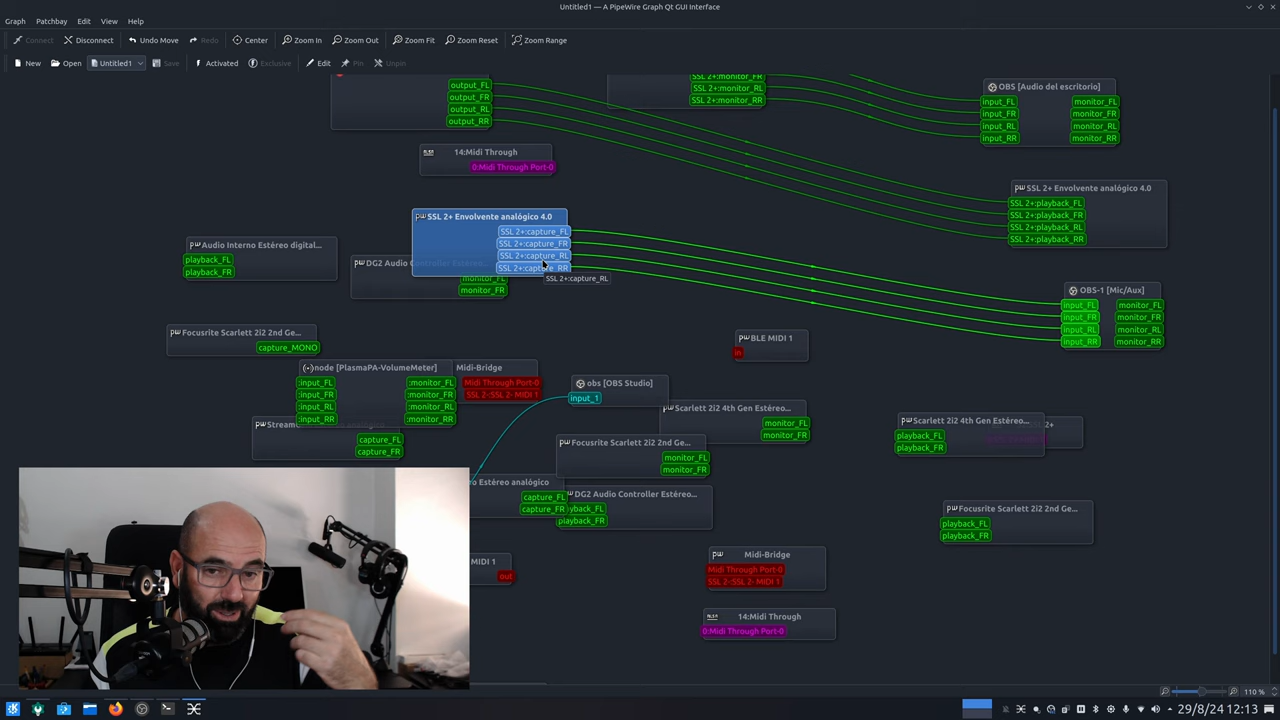 Untitled1 — A PipeWire Graph Qt GUI Interface
Graph Patchbay Edit View Help
Connect Disconnect Undo Move Redo Center Zoom In Zoom Out Zoom Fit Zoom Reset Zoom Range
New Open Untitled1 Save Activated Exclusive Edit Pin Unpin
output_FL
output_FR
output_RL
output_RR
SSL 2+:monitor_FR
SSL 2+:monitor_RL
SSL 2+:monitor_RR
OBS [Audio del escritorio]
input_FL monitor_FL
input_FR monitor_FR
input_RL monitor_RL
input_RR monitor_RR
14:Midi Through
0:Midi Through Port-0
SSL 2+ Envolvente analógico 4.0
SSL 2+:playback_FL
SSL 2+:playback_FR
SSL 2+:playback_RL
SSL 2+:playback_RR
SSL 2+ Envolvente analógico 4.0
SSL 2+:capture_FL
SSL 2+:capture_FR
SSL 2+:capture_RL
SSL 2+:capture_RR
SSL 2+:capture_RL
Audio Interno Estéreo digital...
playback_FL
playback_FR
DG2 Audio Controller Estéreo...
monitor_FL
monitor_FR
OBS-1 [Mic/Aux]
input_FL monitor_FL
input_FR monitor_FR
input_RL monitor_RL
input_RR monitor_RR
Focusrite Scarlett 2i2 2nd Ge...
capture_MONO
BLE MIDI 1
in
node [PlasmaPA-VolumeMeter]
:input_FL :monitor_FL
:input_FR :monitor_FR
:input_RL :monitor_RL
:input_RR :monitor_RR
Midi-Bridge
Midi Through Port-0
SSL 2-:SSL 2- MIDI 1
obs [OBS Studio]
input_1
Scarlett 2i2 4th Gen Estéreo...
monitor_FL
monitor_FR
Scarlett 2i2 4th Gen Estéreo...
playback_FL
playback_FR
2+
capture_FL
capture_FR
Focusrite Scarlett 2i2 2nd Ge...
monitor_FL
monitor_FR
Estéreo analógico
capture_FL
capture_FR
DG2 Audio Controller Estéreo...
playback_FL
playback_FR
Focusrite Scarlett 2i2 2nd Ge...
playback_FL
playback_FR
MIDI 1
out
Midi-Bridge
Midi Through Port-0
SSL 2-:SSL 2- MIDI 1
14:Midi Through
0:Midi Through Port-0
110 %
29/8/24 12:13